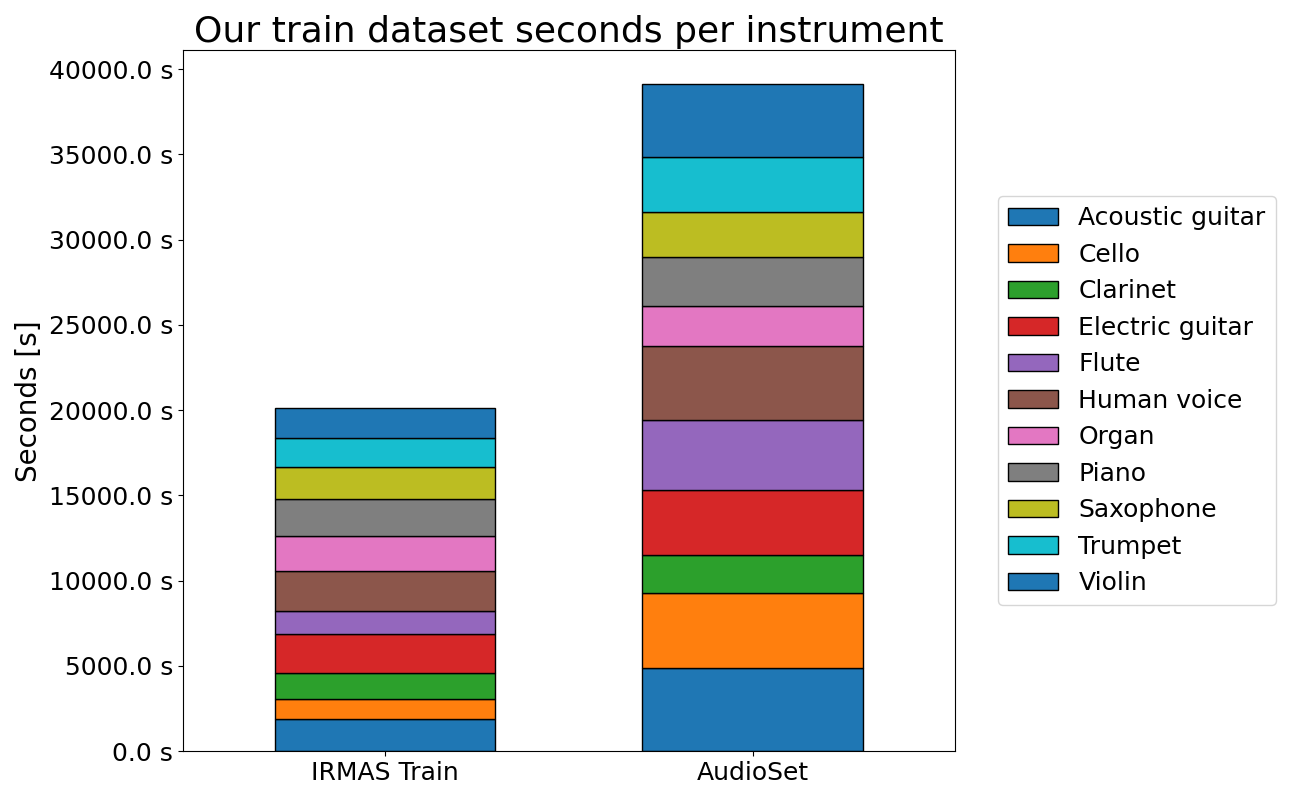 Our train dataset seconds per instrument
40000.0 s
35000.0 s
30000.0 s
25000.0 s
20000.0 s
15000.0 s
10000.0 s
5000.0 s
0.0 s
Seconds [s]
IRMAS Train
AudioSet
Acoustic guitar
Cello
Clarinet
Electric guitar
Flute
Human voice
Organ
Piano
Saxophone
Trumpet
Violin